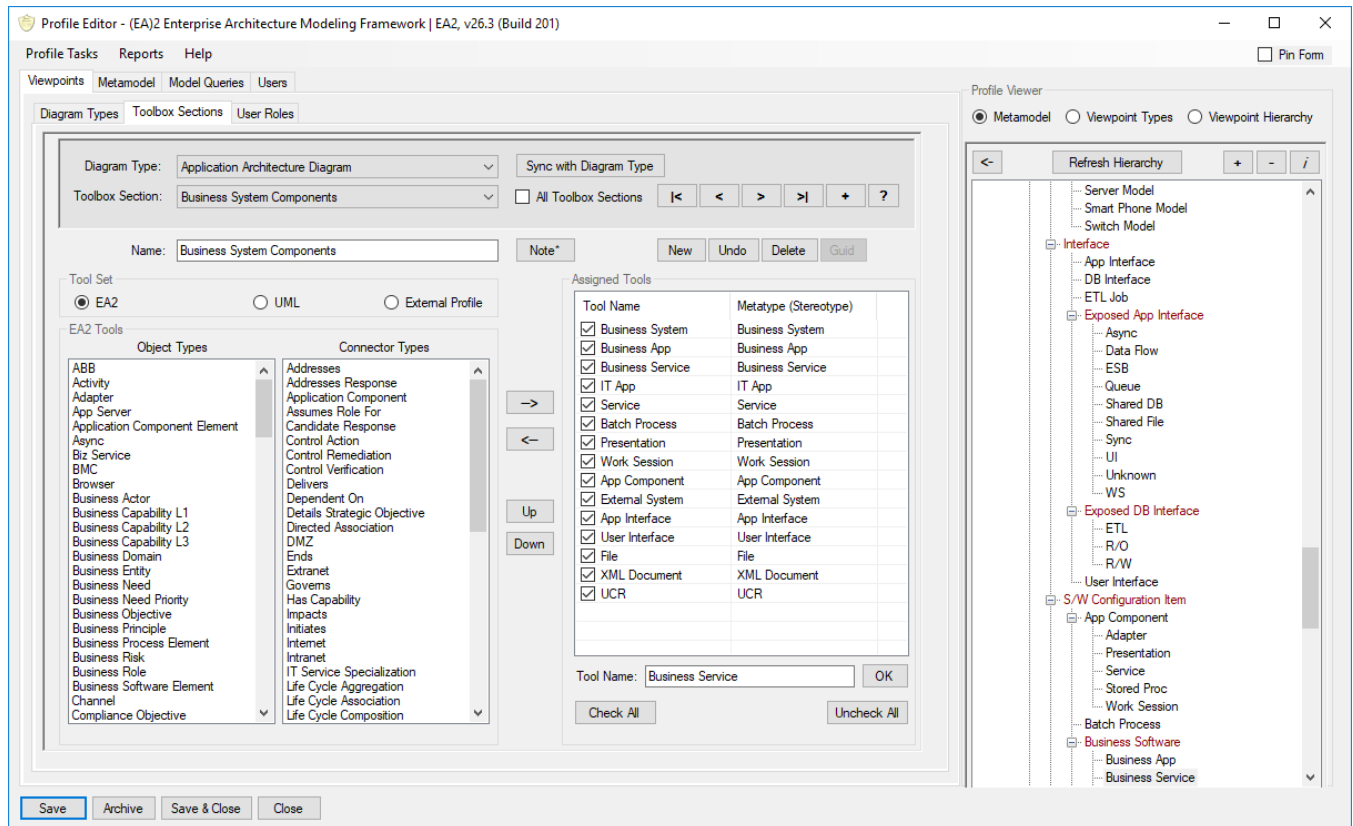 Profile Editor - (EA)2 Enterprise Architecture Modeling Framework | EA2, v26.3 (Build 201)
Profile Tasks Reports Help
Pin Form
Viewpoints Metamodel Model Queries Users
Diagram Types Toolbox Sections User Roles
Diagram Type: Application Architecture Diagram Sync with Diagram Type
Toolbox Section: Business System Components All Toolbox Sections |< < > >| + ?
Name: Business System Components Note* New Undo Delete Guid
Tool Set
EA2 UML External Profile
EA2 Tools
Object Types
ABB
Activity
Adapter
App Server
Application Component Element
Async
Biz Service
BMC
Browser
Business Actor
Business Capability L1
Business Capability L2
Business Capability L3
Business Domain
Business Entity
Business Need
Business Need Priority
Business Objective
Business Principle
Business Process Element
Business Risk
Business Role
Business Software Element
Channel
Compliance Objective
Connector Types
Addresses
Addresses Response
Application Component
Assumes Role For
Candidate Response
Control Action
Control Remediation
Control Verification
Delivers
Dependent On
Details Strategic Objective
Directed Association
DMZ
Ends
Extranet
Governs
Has Capability
Impacts
Initiates
Internet
Intranet
IT Service Specialization
Life Cycle Aggregation
Life Cycle Association
Life Cycle Composition
-->
<--
Up
Down
Assigned Tools
Tool Name Metatype (Stereotype)
Business System Business System
Business App Business App
Business Service Business Service
IT App IT App
Service Service
Batch Process Batch Process
Presentation Presentation
Work Session Work Session
App Component App Component
External System External System
App Interface App Interface
User Interface User Interface
File File
XML Document XML Document
UCR UCR
Tool Name: Business Service OK
Check All Uncheck All
Profile Viewer
Metamodel Viewpoint Types Viewpoint Hierarchy
<- Refresh Hierarchy + - i
Server Model
Smart Phone Model
Switch Model
Interface
App Interface
DB Interface
ETL Job
Exposed App Interface
Async
Data Flow
ESB
Queue
Shared DB
Shared File
Sync
UI
Unknown
WS
Exposed DB Interface
ETL
R/O
R/W
User Interface
S/W Configuration Item
App Component
Adapter
Presentation
Service
Stored Proc
Work Session
Batch Process
Business Software
Business App
Business Service
Save Archive Save & Close Close